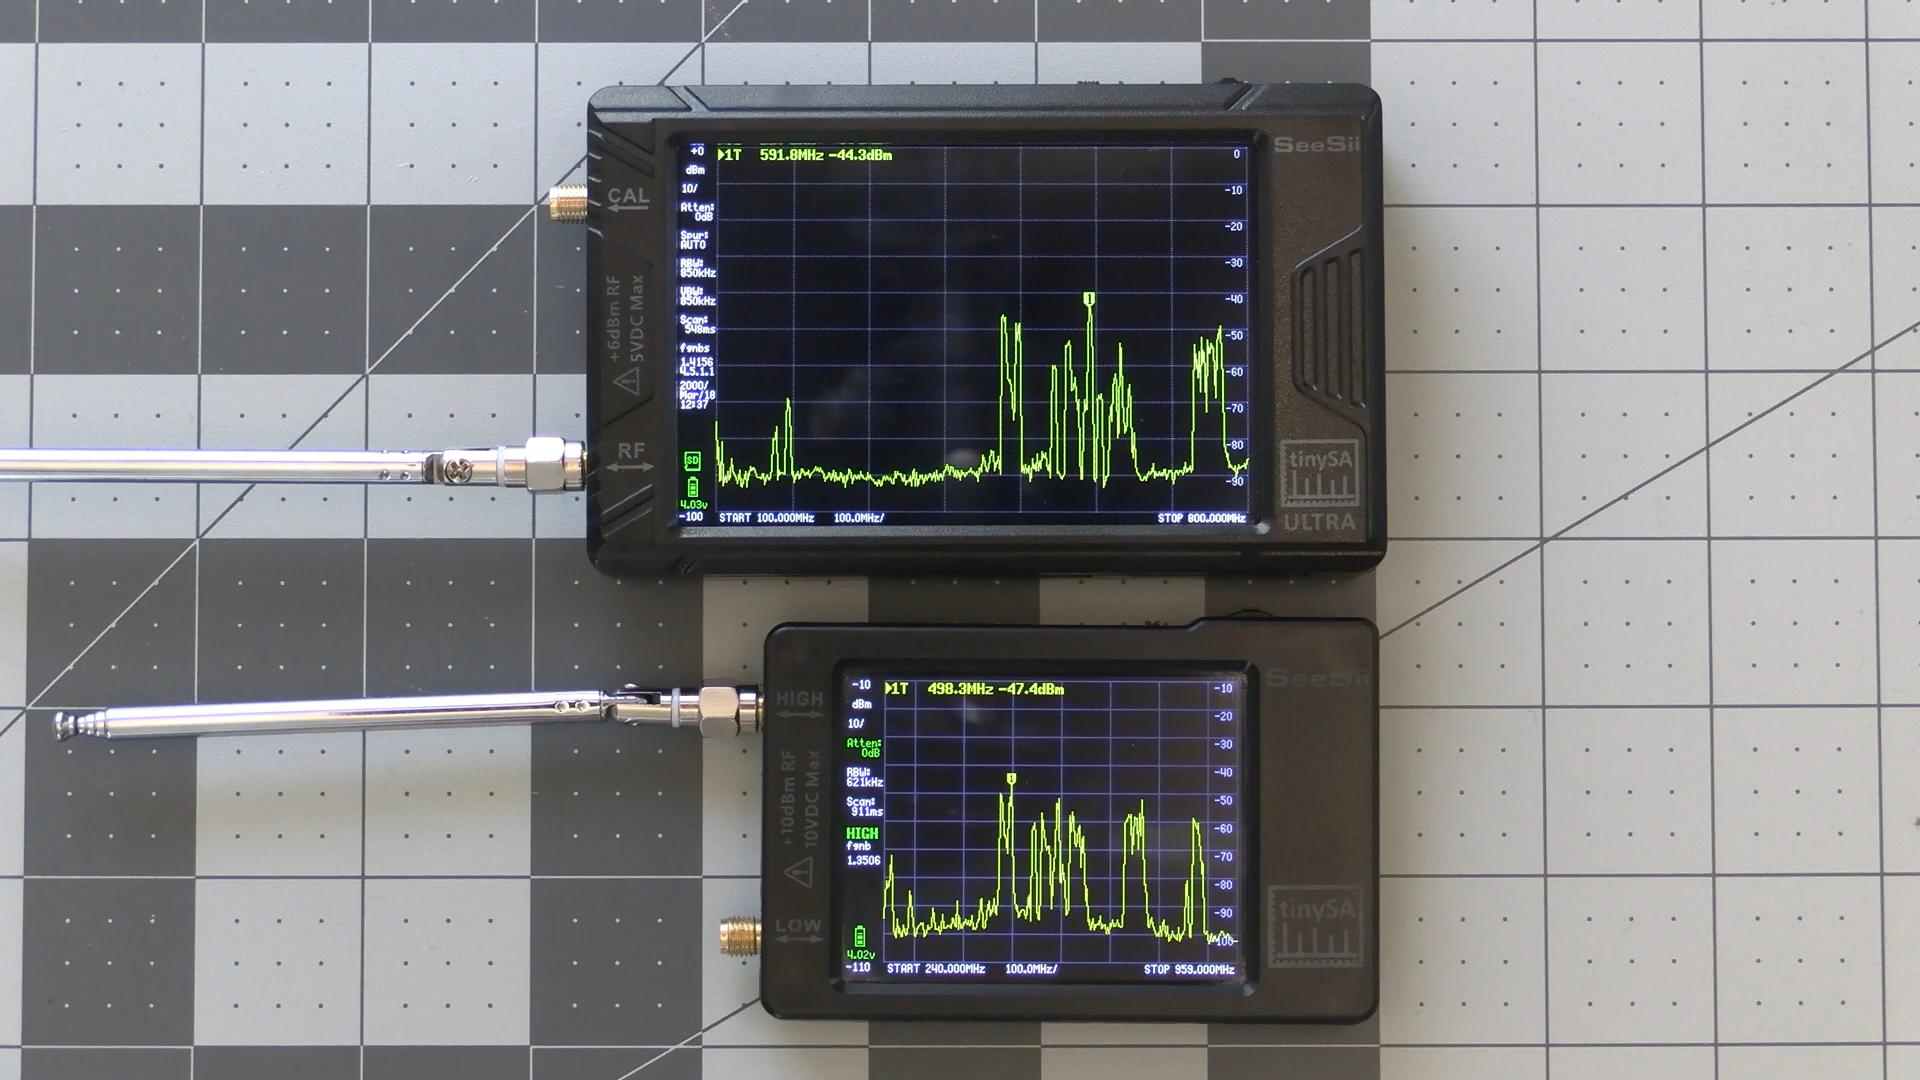 +0
▶1T 591.8MHz -44.3dBm
0
dBm
10/
-10
Atten:
0dB
-20
Spur:
AUTO
-30
RBW:
850kHz
VBW:
850kHz
1
-40
Scan:
548ms
-50
1.4156
4.5.1.1
-60
2000/
Mar/18
12:37
-70
-80
SD
-90
4.03v
-100
START 100.000MHz 100.0MHz/ STOP 800.000MHz
CAL
+6dBm RF
5VDC Max
RF
SeeSii
tinySA
ULTRA
-10
▶1T 498.3MHz -47.4dBm
-10
dBm
-20
10/
Atten:
0dB
-30
RBW:
621kHz
1
-40
Scan:
911ms
-50
HIGH
-60
1.3506
-70
-80
-90
4.02v
-100
-110
START 240.000MHz 100.0MHz/ STOP 959.000MHz
HIGH
+10dBm RF
10VDC Max
LOW
SeeSii
tinySA